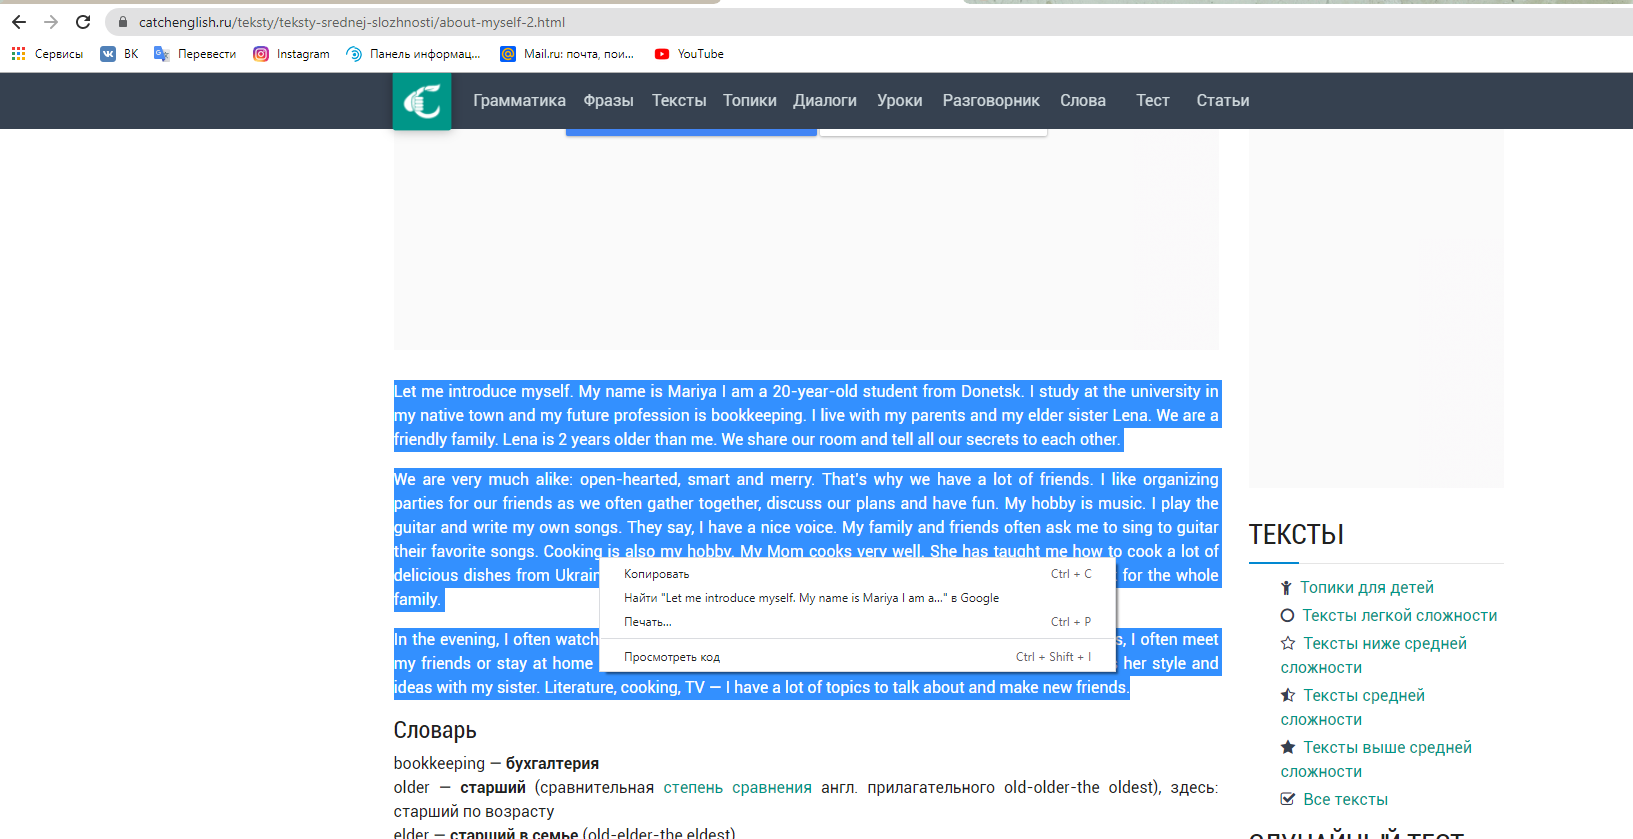 catchenglish.ru/teksty/teksty-srednej-slozhnosti/about-myself-2.html
Сервисы ВК Перевести Instagram Панель информац... Mail.ru: почта, пои... YouTube
Грамматика Фразы Тексты Топики Диалоги Уроки Разговорник Слова Тест Статьи
Let me introduce myself. My name is Mariya I am a 20-year-old student from Donetsk. I study at the university in
my native town and my future profession is bookkeeping. I live with my parents and my elder sister Lena. We are a
friendly family. Lena is 2 years older than me. We share our room and tell all our secrets to each other.
We are very much alike: open-hearted, smart and merry. That's why we have a lot of friends. I like organizing
parties for our friends as we often gather together, discuss our plans and have fun. My hobby is music. I play the
guitar and write my own songs. They say, I have a nice voice. My family and friends often ask me to sing to guitar
their favorite songs. Cooking is also my hobby. My Mom cooks very well. She has taught me how to cook a lot of
delicious dishes from Ukrain for the whole
family.
In the evening, I often watch s, I often meet
my friends or stay at home her style and
ideas with my sister. Literature, cooking, TV — I have a lot of topics to talk about and make new friends.
Копировать Ctrl + C
Найти "Let me introduce myself. My name is Mariya I am a..." в Google
Печать... Ctrl + P
Просмотреть код Ctrl + Shift + I
Словарь
bookkeeping — бухгалтерия
older — старший (сравнительная степень сравнения англ. прилагательного old-older-the oldest), здесь:
старший по возрасту
elder — старший в семье (old-elder-the eldest)
ТЕКСТЫ
Топики для детей
Тексты легкой сложности
Тексты ниже средней
сложности
Тексты средней
сложности
Тексты выше средней
сложности
Все тексты
СЛУЧАЙНЫЙ ТЕСТ